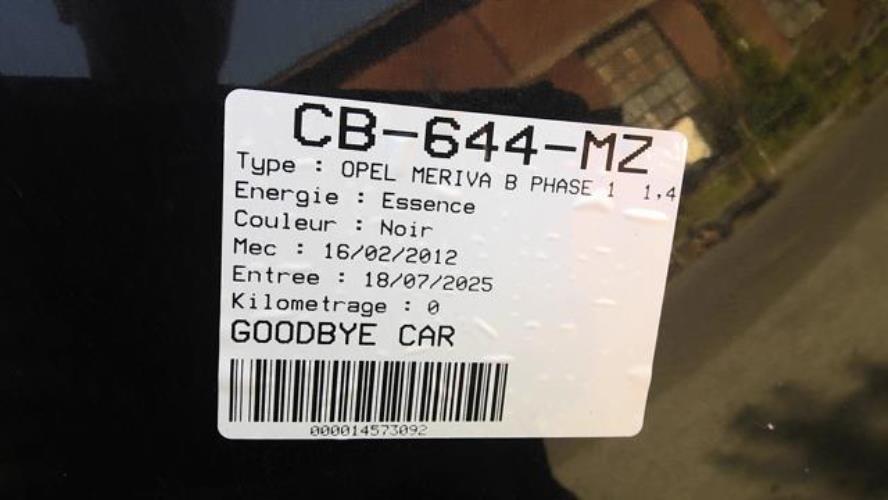 CB-644-MZ
Type : OPEL MERIVA B PHASE 1 1,4
Energie : Essence
Couleur : Noir
Mec : 16/02/2012
Entree : 18/07/2025
Kilometrage : 0
GOODBYE CAR
000014573092